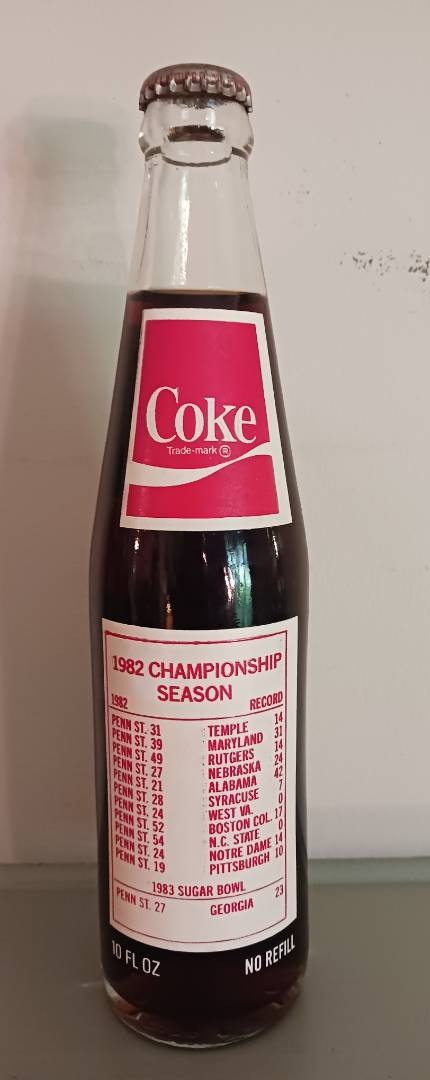 Coke
Trade-mark ®
1982 CHAMPIONSHIP
SEASON
1982 RECORD
PENN ST. 31 TEMPLE 14
PENN ST. 39 MARYLAND 31
PENN ST. 49 RUTGERS 14
PENN ST. 27 NEBRASKA 24
PENN ST. 21 ALABAMA 42
PENN ST. 28 SYRACUSE 7
PENN ST. 24 WEST VA. 0
PENN ST. 52 BOSTON COL. 17
PENN ST. 54 N.C. STATE 0
PENN ST. 24 NOTRE DAME 14
PENN ST. 19 PITTSBURGH 10
1983 SUGAR BOWL
PENN ST. 27 GEORGIA 23
10 FL OZ NO REFILL